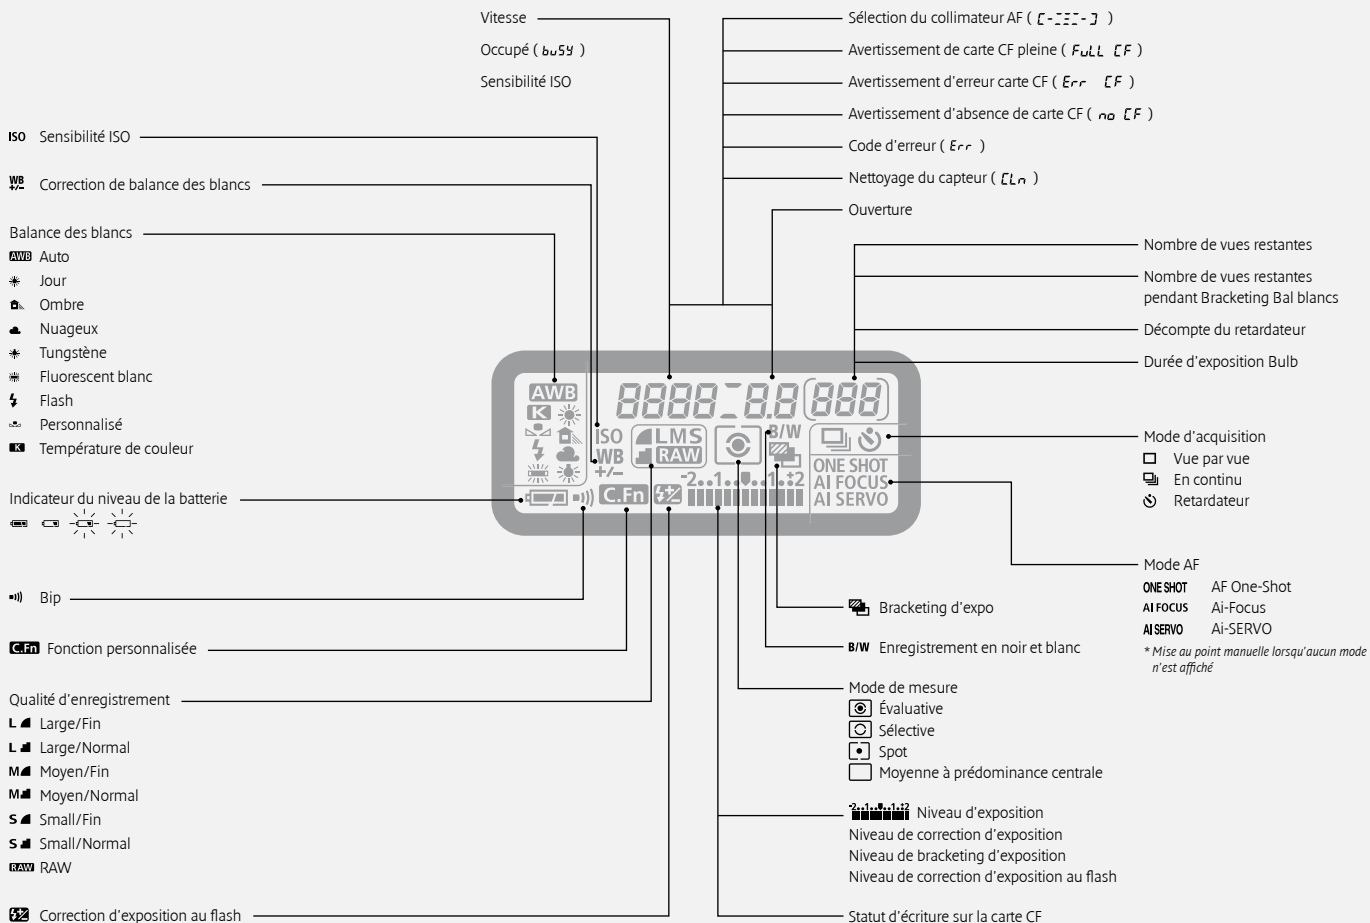 Vitesse
Occupé ( buSY )
Sensibilité ISO
Sélection du collimateur AF ( [-:::-] )
Avertissement de carte CF pleine ( FuLL CF )
Avertissement d'erreur carte CF ( Err CF )
Avertissement d'absence de carte CF ( no CF )
Code d'erreur ( Err )
Nettoyage du capteur ( CLn )
Ouverture
ISO Sensibilité ISO
WB +/- Correction de balance des blancs
Balance des blancs
AWB Auto
Jour
Ombre
Nuageux
Tungstène
Fluorescent blanc
Flash
Personnalisé
K Température de couleur
Indicateur du niveau de la batterie
Bip
C.Fn Fonction personnalisée
Qualité d'enregistrement
L Large/Fin
L Large/Normal
M Moyen/Fin
M Moyen/Normal
S Small/Fin
S Small/Normal
RAW RAW
Correction d'exposition au flash
AWB
K
8888 8.8 (888)
ISO
WB
+/-
LMS
RAW
B/W
C.Fn
-2..1..▼..1..+2
ONE SHOT
AI FOCUS
AI SERVO
Nombre de vues restantes
Nombre de vues restantes
pendant Bracketing Bal blancs
Décompte du retardateur
Durée d'exposition Bulb
Mode d'acquisition
Vue par vue
En continu
Retardateur
Mode AF
ONE SHOT AF One-Shot
AI FOCUS Ai-Focus
AI SERVO Ai-SERVO
* Mise au point manuelle lorsqu'aucun mode
n'est affiché
Bracketing d'expo
B/W Enregistrement en noir et blanc
Mode de mesure
Évaluative
Sélective
Spot
Moyenne à prédominance centrale
-2..1..▼..1..+2 Niveau d'exposition
Niveau de correction d'exposition
Niveau de bracketing d'exposition
Niveau de correction d'exposition au flash
Statut d'écriture sur la carte CF